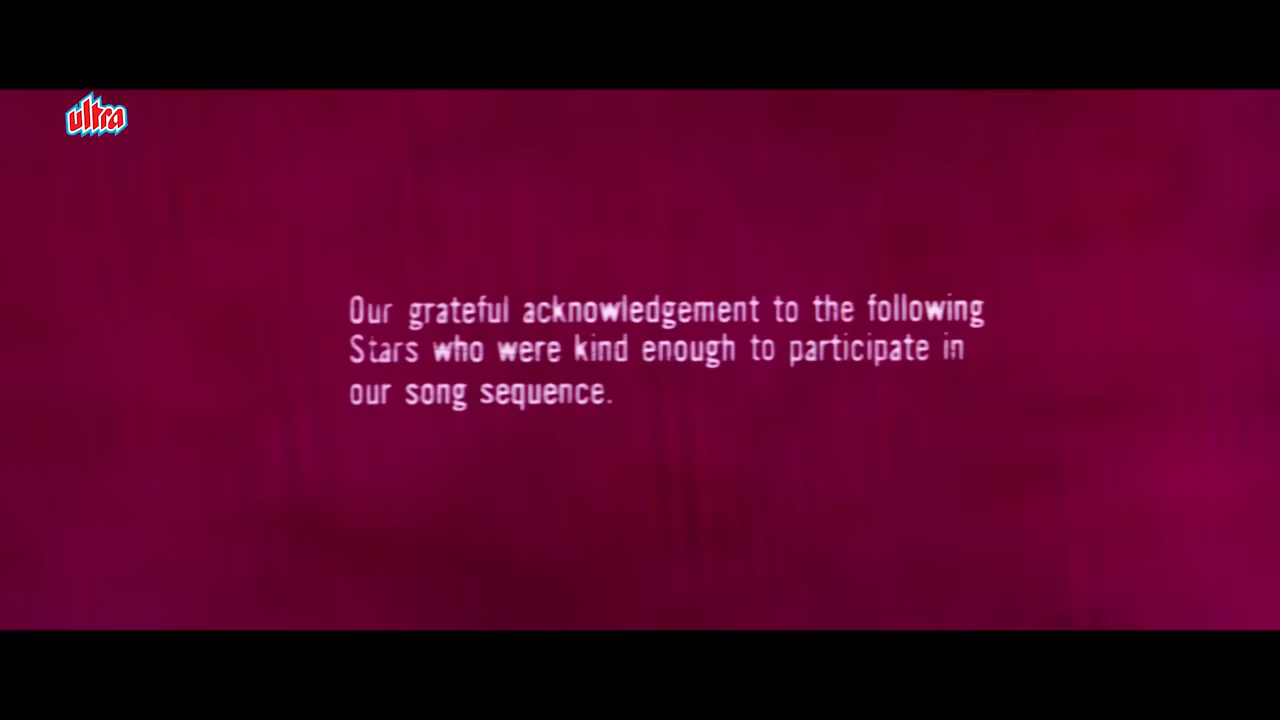 ultra
Our grateful acknowledgement to the following
Stars who were kind enough to participate in
our song sequence.